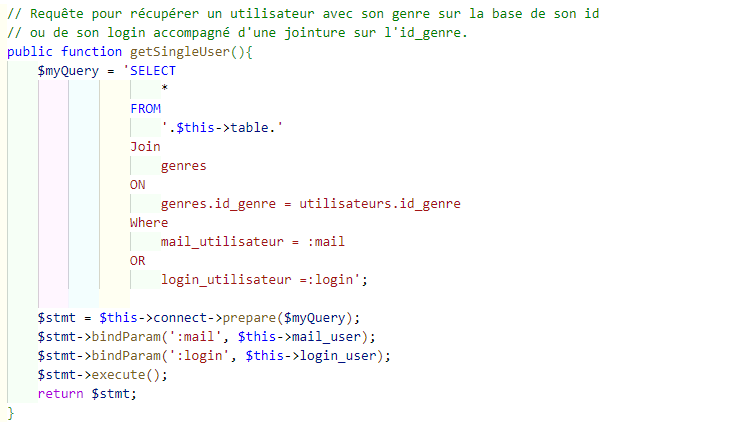 // Requête pour récupérer un utilisateur avec son genre sur la base de son id
// ou de son login accompagné d'une jointure sur l'id_genre.
public function getSingleUser(){
    $myQuery = 'SELECT
                    *
                FROM
                    '.$this->table.'
                Join
                    genres
                ON
                    genres.id_genre = utilisateurs.id_genre
                Where
                    mail_utilisateur = :mail
                OR
                    login_utilisateur =:login';

    $stmt = $this->connect->prepare($myQuery);
    $stmt->bindParam(':mail', $this->mail_user);
    $stmt->bindParam(':login', $this->login_user);
    $stmt->execute();
    return $stmt;
}